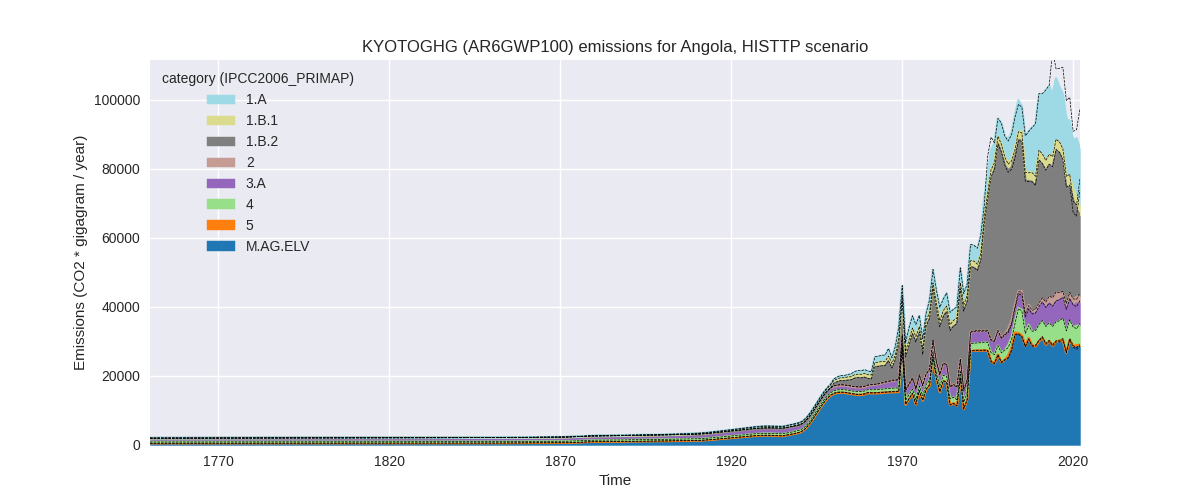 KYOTOGHG (AR6GWP100) emissions for Angola, HISTTP scenario
category (IPCC2006_PRIMAP)
1.A
1.B.1
1.B.2
2
3.A
4
5
M.AG.ELV
Emissions (CO2 * gigagram / year)
100000
80000
60000
40000
20000
0
1770
1820
1870
1920
1970
2020
Time